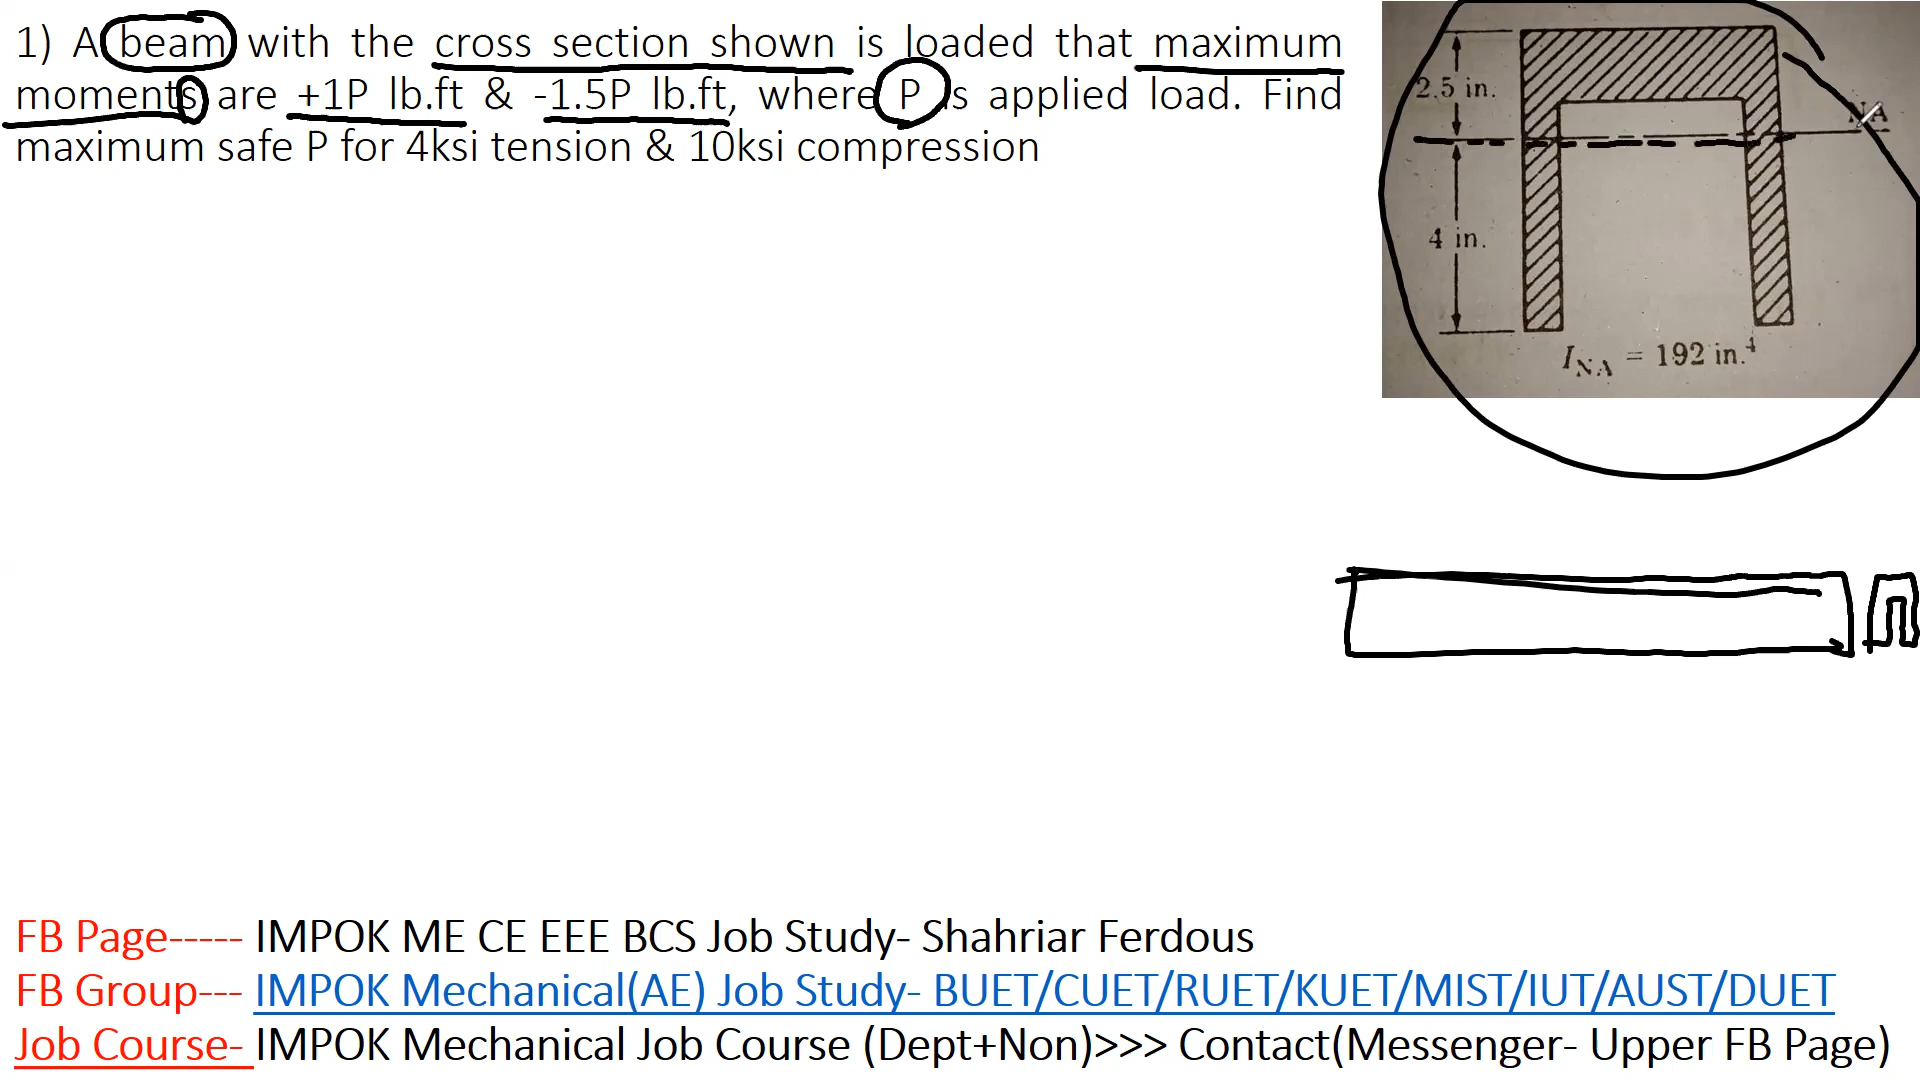 1) A beam with the cross section shown is loaded that maximum
moments are +1P lb.ft & -1.5P lb.ft, where P is applied load. Find
maximum safe P for 4ksi tension & 10ksi compression
2.5 in.
NA
4 in.
I_NA = 192 in.⁴
FB Page----- IMPOK ME CE EEE BCS Job Study- Shahriar Ferdous
FB Group--- IMPOK Mechanical(AE) Job Study- BUET/CUET/RUET/KUET/MIST/IUT/AUST/DUET
Job Course- IMPOK Mechanical Job Course (Dept+Non)>>> Contact(Messenger- Upper FB Page)